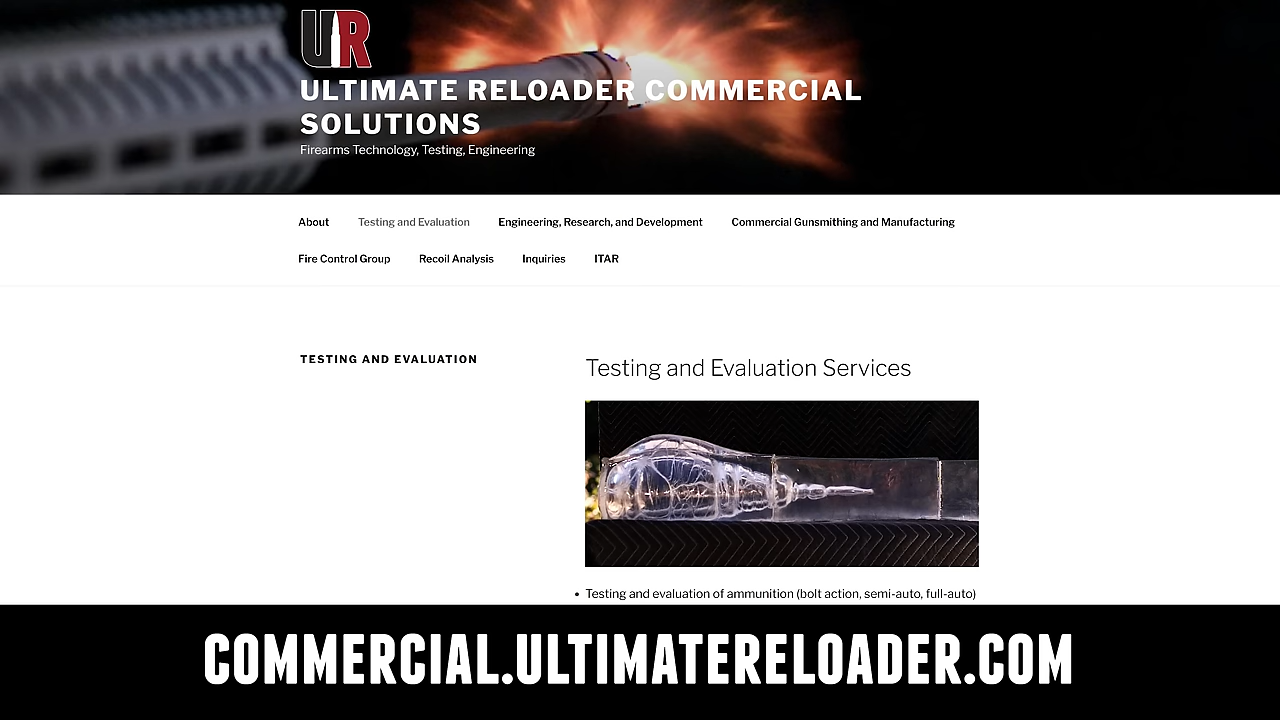 UR
ULTIMATE RELOADER COMMERCIAL
SOLUTIONS
Firearms Technology, Testing, Engineering
About Testing and Evaluation Engineering, Research, and Development Commercial Gunsmithing and Manufacturing
Fire Control Group Recoil Analysis Inquiries ITAR
TESTING AND EVALUATION
Testing and Evaluation Services
• Testing and evaluation of ammunition (bolt action, semi-auto, full-auto)
COMMERCIAL.ULTIMATERELOADER.COM